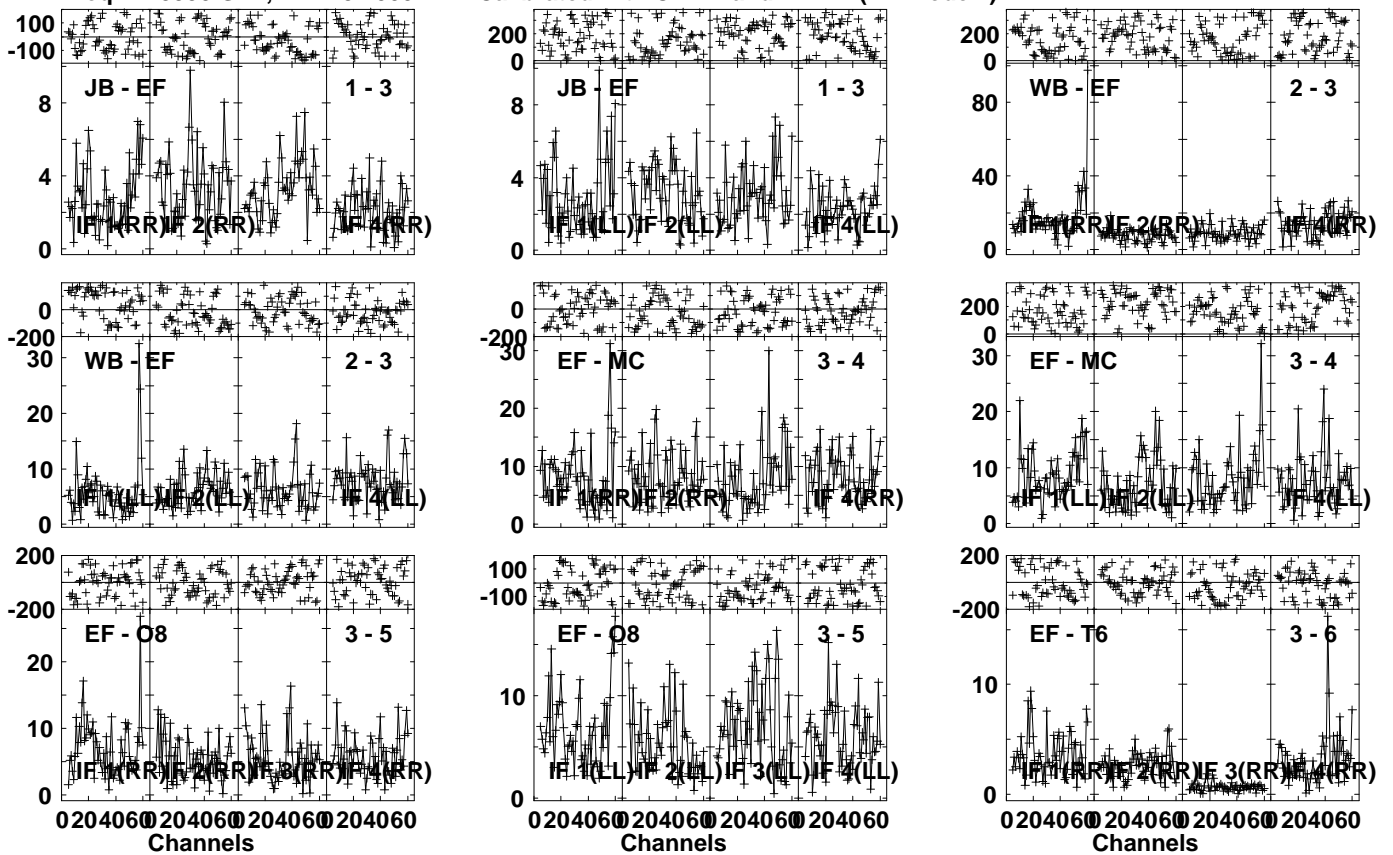 100
-100
JB - EF 1 - 3
8
4
0
IF 1(RR) IF 2(RR) IF 4(RR)
200
0
JB - EF 1 - 3
8
4
0
IF 1(LL) IF 2(LL) IF 4(LL)
200
0
WB - EF 2 - 3
80
40
0
IF 1(RR) IF 2(RR) IF 4(RR)
0
-200
WB - EF 2 - 3
30
20
10
0
IF 1(LL) IF 2(LL) IF 4(LL)
0
-200
EF - MC 3 - 4
30
20
10
0
IF 1(RR) IF 2(RR) IF 4(RR)
200
0
EF - MC 3 - 4
30
20
10
0
IF 1(LL) IF 2(LL) IF 4(LL)
200
-200
EF - O8 3 - 5
20
10
0
IF 1(RR) IF 2(RR) IF 3(RR) IF 4(RR)
0 20 40 60 0 20 40 60 0 20 40 60 0 20 40 60
Channels
100
-100
EF - O8 3 - 5
10
0
IF 1(LL) IF 2(LL) IF 3(LL) IF 4(LL)
0 20 40 60 0 20 40 60 0 20 40 60 0 20 40 60
Channels
200
-200
EF - T6 3 - 6
10
0
IF 1(RR) IF 2(RR) IF 3(RR) IF 4(RR)
0 20 40 60 0 20 40 60 0 20 40 60 0 20 40 60
Channels